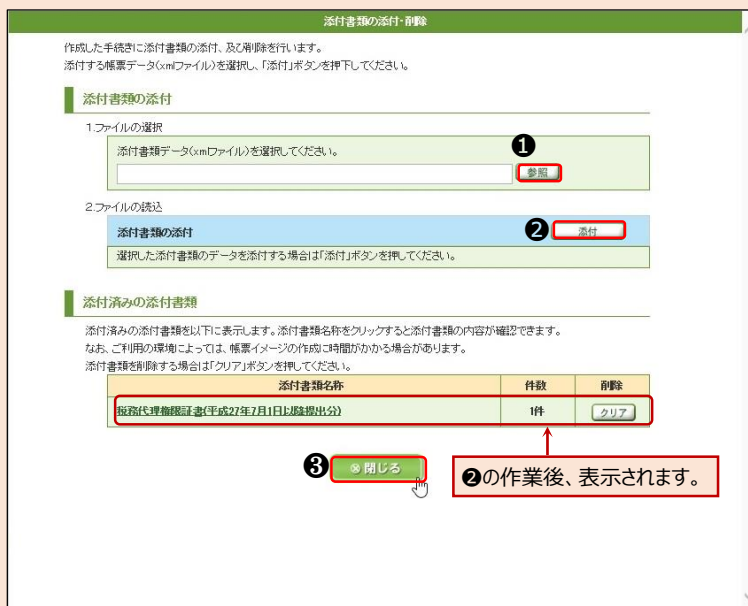 添付書類の添付・削除
作成した手続きに添付書類の添付、及び削除を行います。
添付する帳票データ(xmlファイル)を選択し、「添付」ボタンを押下してください。
添付書類の添付
1.ファイルの選択
添付書類データ(xmlファイル)を選択してください。
❶
参照
2.ファイルの読込
添付書類の添付
❷
添付
選択した添付書類のデータを添付する場合は「添付」ボタンを押してください。
添付済みの添付書類
添付済みの添付書類を以下に表示します。添付書類名称をクリックすると添付書類の内容が確認できます。
なお、ご利用の環境によっては、帳票イメージの作成に時間がかかる場合があります。
添付書類を削除する場合は「クリア」ボタンを押してください。
添付書類名称 件数 削除
税務代理権限証書(平成27年7月1日以降提出分) 1件 クリア
❸
⊗閉じる
❷の作業後、表示されます。